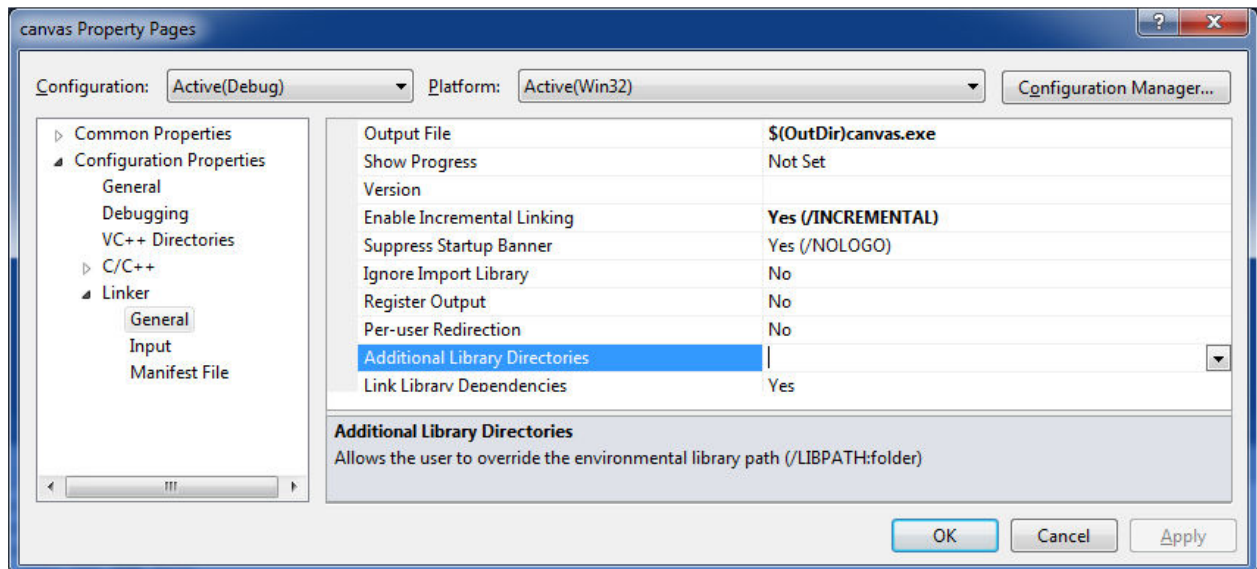 canvas Property Pages
?
X
Configuration: Active(Debug) Platform: Active(Win32) Configuration Manager...
Common Properties
Configuration Properties
General
Debugging
VC++ Directories
C/C++
Linker
General
Input
Manifest File
Output File $(OutDir)canvas.exe
Show Progress Not Set
Version
Enable Incremental Linking Yes (/INCREMENTAL)
Suppress Startup Banner Yes (/NOLOGO)
Ignore Import Library No
Register Output No
Per-user Redirection No
Additional Library Directories
Link Library Dependencies Yes
Additional Library Directories
Allows the user to override the environmental library path (/LIBPATH:folder)
OK Cancel Apply